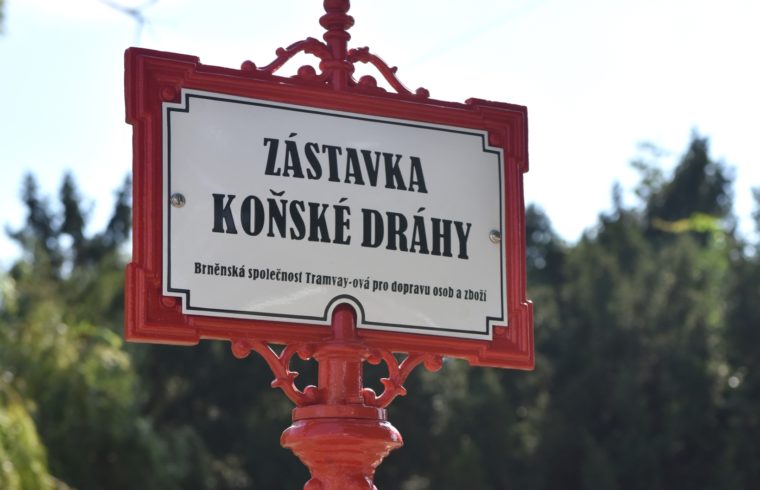 ZÁSTAVKA
KOŇSKÉ DRÁHY
Brněnská společnost Tramvay-ová pro dopravu osob a zboží